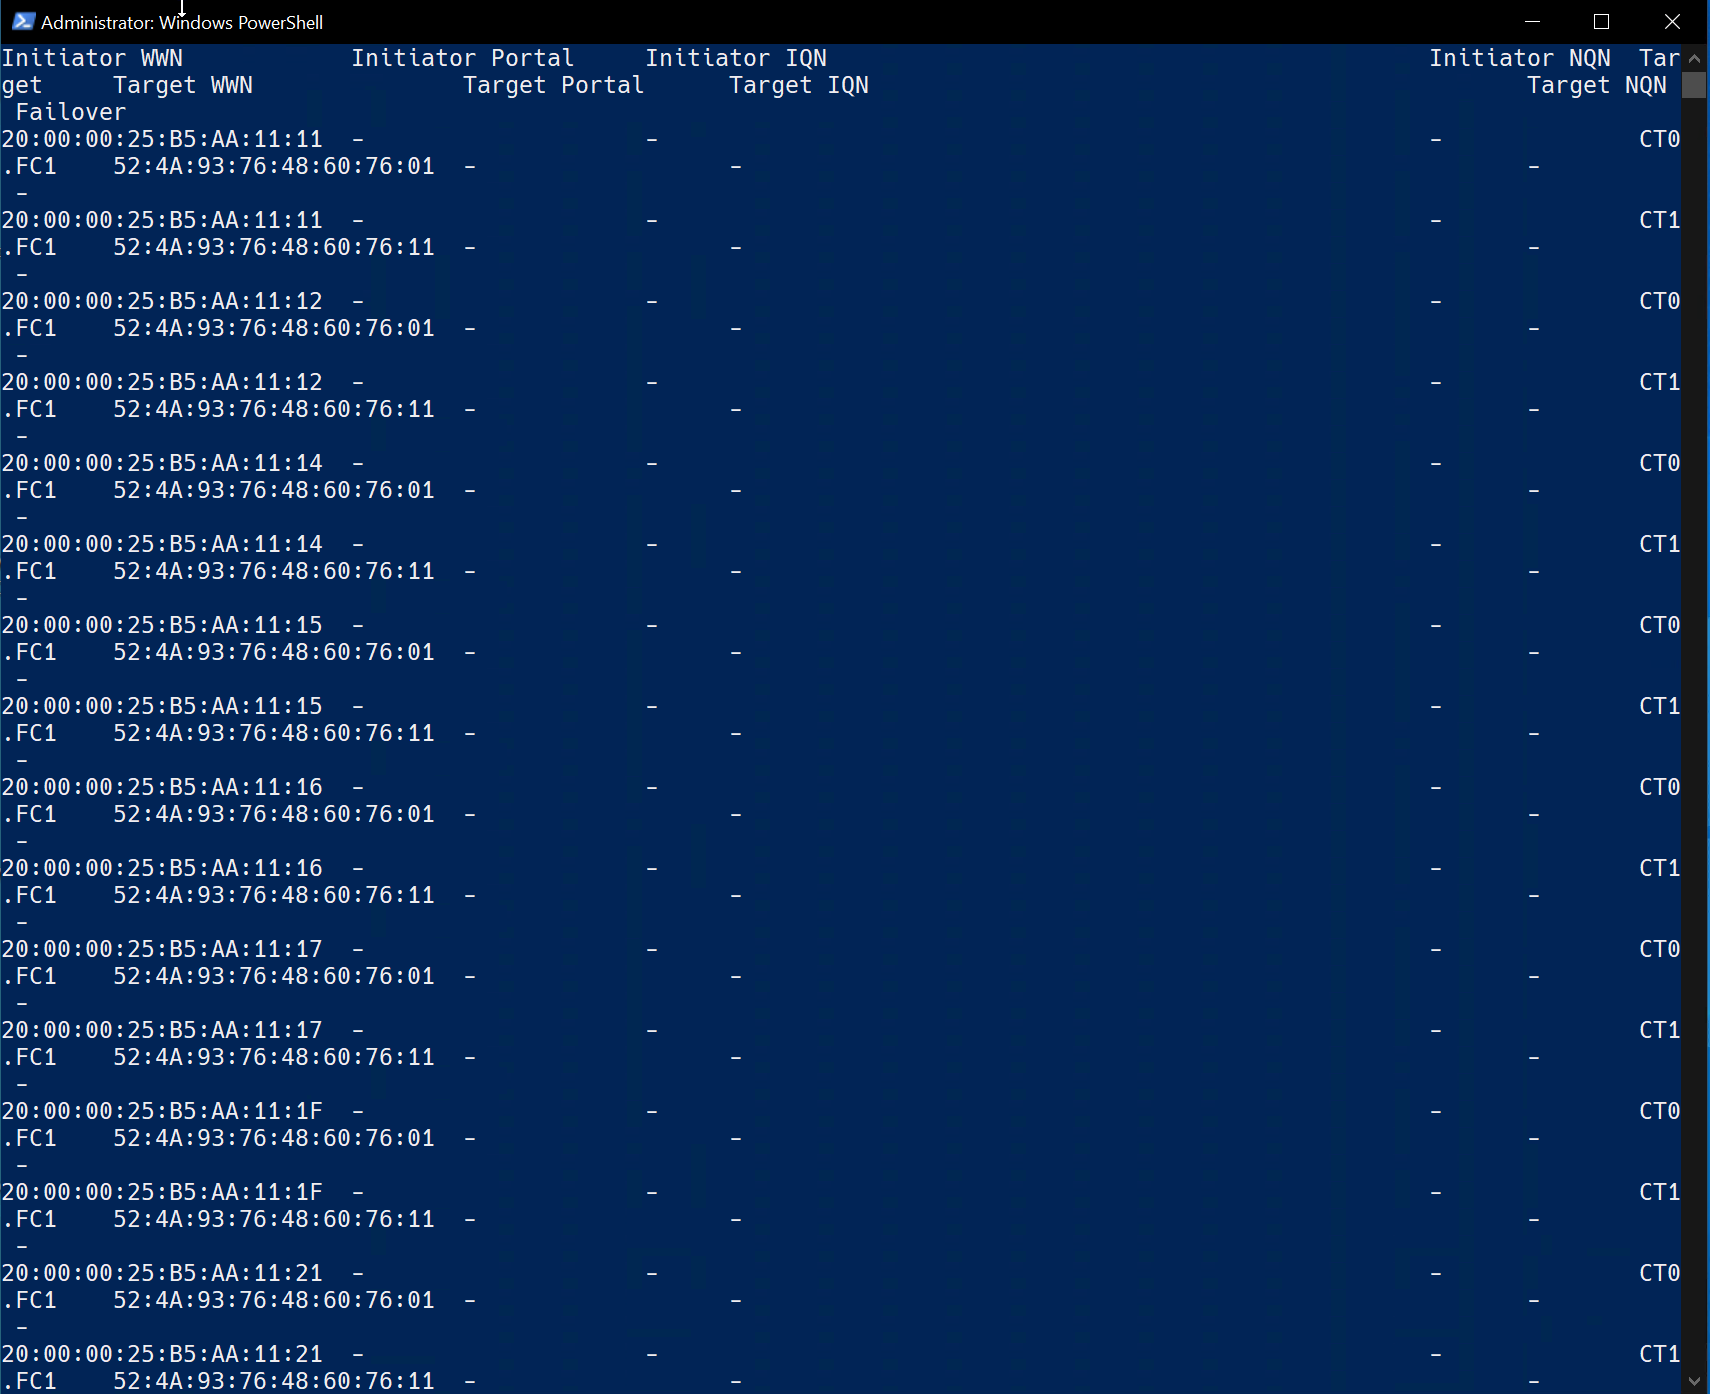 Administrator: Windows PowerShell
Initiator WWN            Initiator Portal     Initiator IQN                                           Initiator NQN  Tar
get     Target WWN               Target Portal      Target IQN                                               Target NQN
 Failover
20:00:00:25:B5:AA:11:11  -                    -                                                       -              CT0
.FC1    52:4A:93:76:48:60:76:01  -                  -                                                        -
 -
20:00:00:25:B5:AA:11:11  -                    -                                                       -              CT1
.FC1    52:4A:93:76:48:60:76:11  -                  -                                                        -
 -
20:00:00:25:B5:AA:11:12  -                    -                                                       -              CT0
.FC1    52:4A:93:76:48:60:76:01  -                  -                                                        -
 -
20:00:00:25:B5:AA:11:12  -                    -                                                       -              CT1
.FC1    52:4A:93:76:48:60:76:11  -                  -                                                        -
 -
20:00:00:25:B5:AA:11:14  -                    -                                                       -              CT0
.FC1    52:4A:93:76:48:60:76:01  -                  -                                                        -
 -
20:00:00:25:B5:AA:11:14  -                    -                                                       -              CT1
.FC1    52:4A:93:76:48:60:76:11  -                  -                                                        -
 -
20:00:00:25:B5:AA:11:15  -                    -                                                       -              CT0
.FC1    52:4A:93:76:48:60:76:01  -                  -                                                        -
 -
20:00:00:25:B5:AA:11:15  -                    -                                                       -              CT1
.FC1    52:4A:93:76:48:60:76:11  -                  -                                                        -
 -
20:00:00:25:B5:AA:11:16  -                    -                                                       -              CT0
.FC1    52:4A:93:76:48:60:76:01  -                  -                                                        -
 -
20:00:00:25:B5:AA:11:16  -                    -                                                       -              CT1
.FC1    52:4A:93:76:48:60:76:11  -                  -                                                        -
 -
20:00:00:25:B5:AA:11:17  -                    -                                                       -              CT0
.FC1    52:4A:93:76:48:60:76:01  -                  -                                                        -
 -
20:00:00:25:B5:AA:11:17  -                    -                                                       -              CT1
.FC1    52:4A:93:76:48:60:76:11  -                  -                                                        -
 -
20:00:00:25:B5:AA:11:1F  -                    -                                                       -              CT0
.FC1    52:4A:93:76:48:60:76:01  -                  -                                                        -
 -
20:00:00:25:B5:AA:11:1F  -                    -                                                       -              CT1
.FC1    52:4A:93:76:48:60:76:11  -                  -                                                        -
 -
20:00:00:25:B5:AA:11:21  -                    -                                                       -              CT0
.FC1    52:4A:93:76:48:60:76:01  -                  -                                                        -
 -
20:00:00:25:B5:AA:11:21  -                    -                                                       -              CT1
.FC1    52:4A:93:76:48:60:76:11  -                  -                                                        -